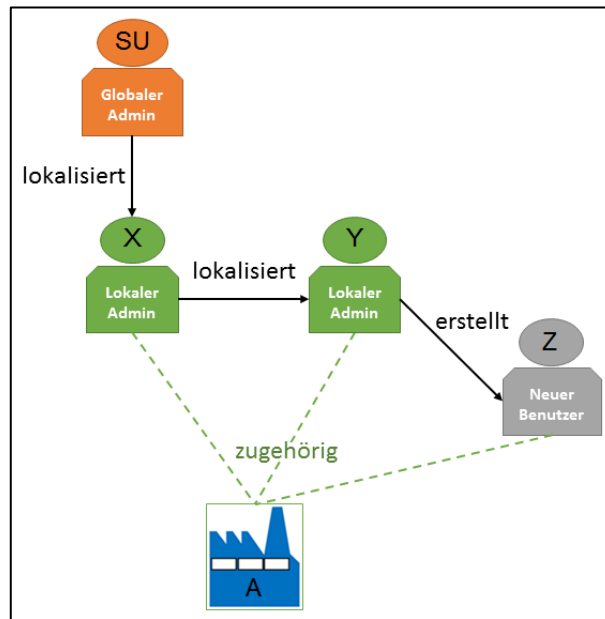 SU
Globaler
Admin
lokalisiert
X
Lokaler
Admin
lokalisiert
Y
Lokaler
Admin
erstellt
Z
Neuer
Benutzer
zugehörig
A